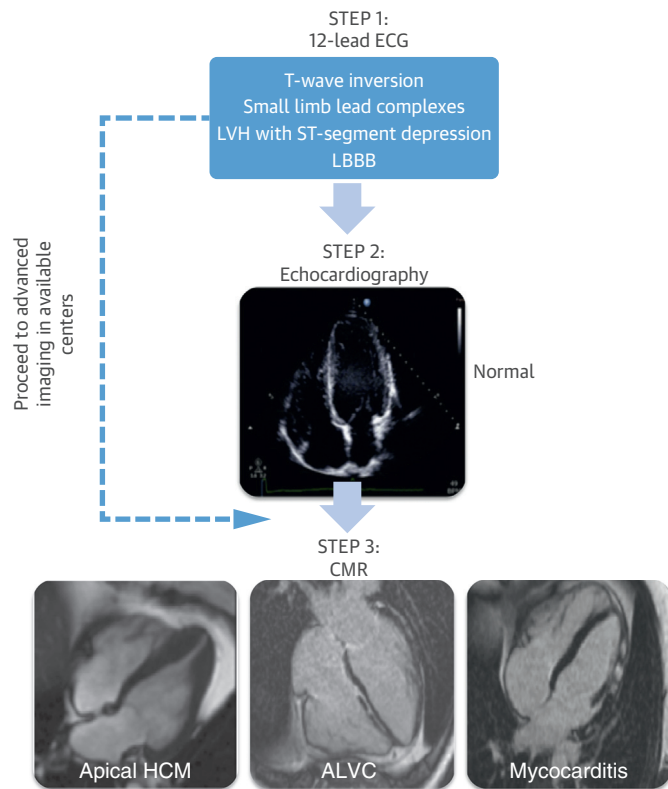 STEP 1:
12-lead ECG
T-wave inversion
Small limb lead complexes
LVH with ST-segment depression
LBBB
Proceed to advanced
imaging in available
centers
STEP 2:
Echocardiography
Normal
STEP 3:
CMR
Apical HCM
ALVC
Mycocarditis